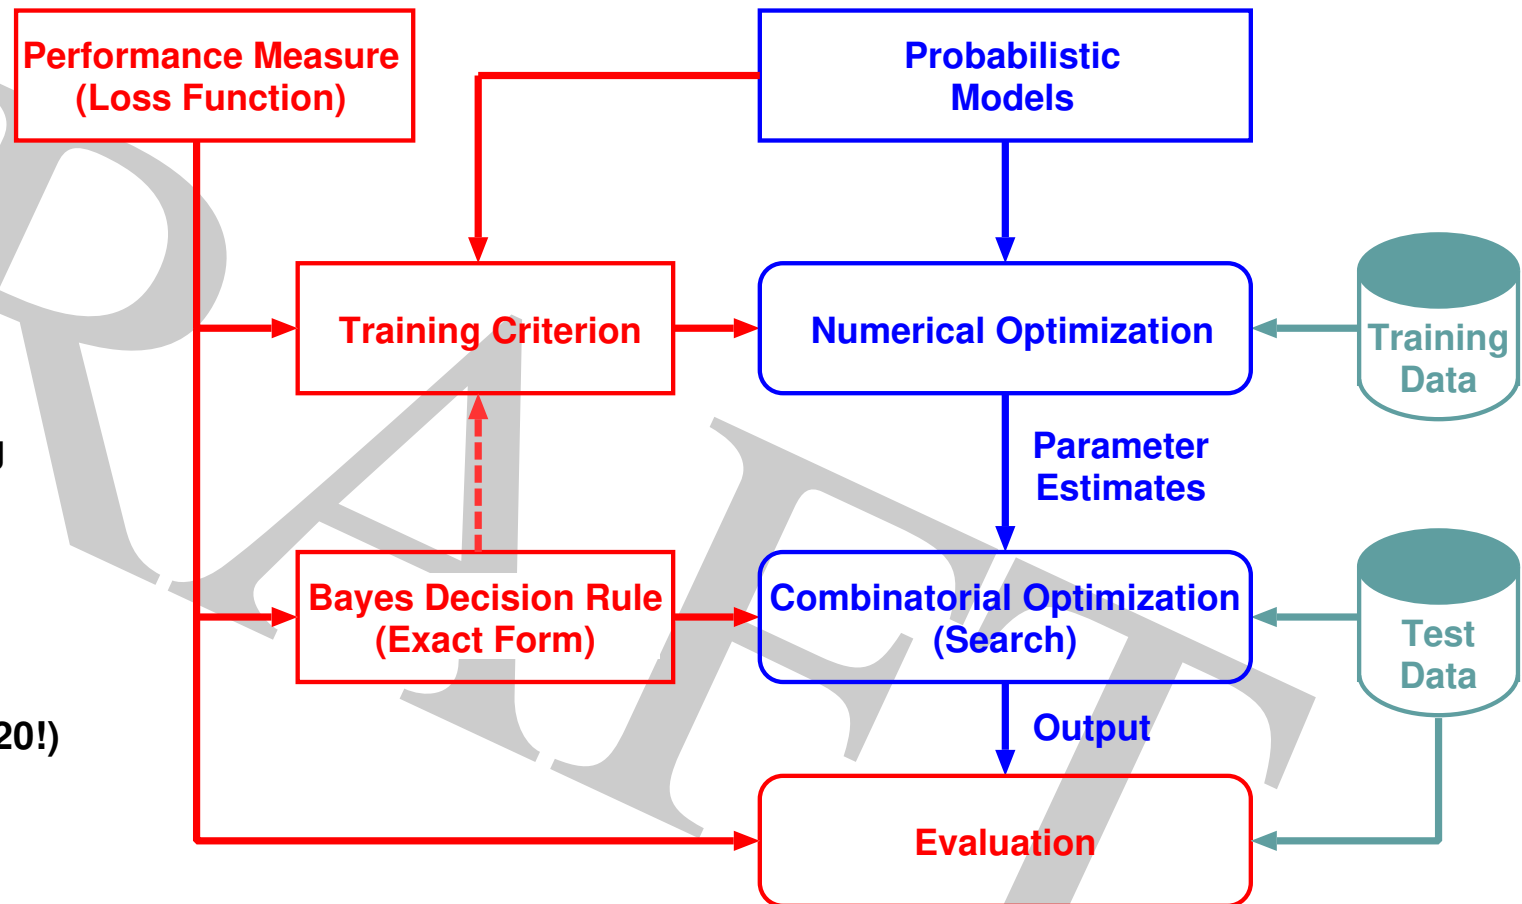 Performance Measure
(Loss Function)
Probabilistic
Models
Training Criterion
Numerical Optimization
Training
Data
g
Parameter
Estimates
Bayes Decision Rule
(Exact Form)
Combinatorial Optimization
(Search)
Test
Data
20!)
Output
Evaluation
RAFT